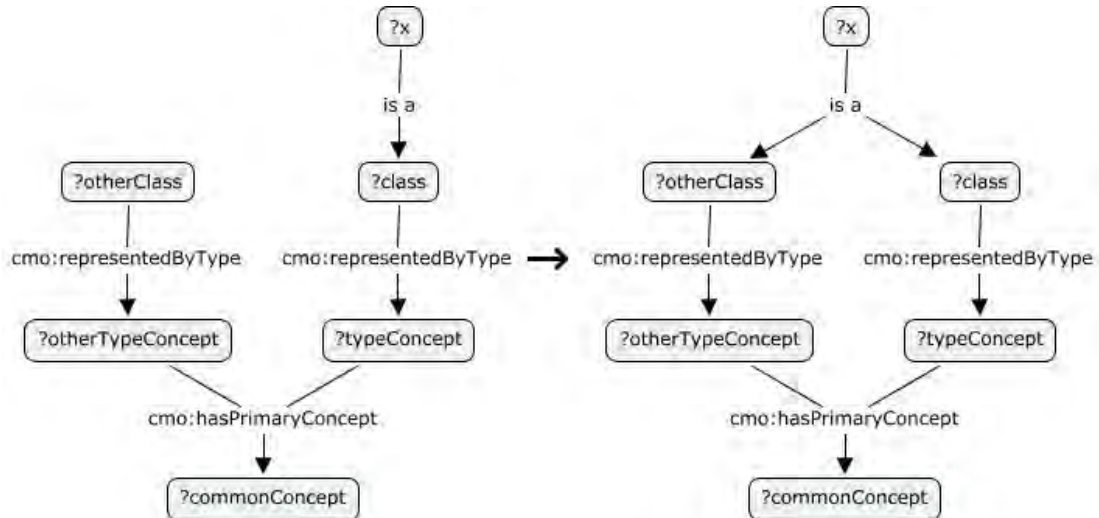 ?x ?x
is a is a
?otherClass ?class ?otherClass ?class
cmo:representedByType cmo:representedByType cmo:representedByType cmo:representedByType
?otherTypeConcept ?typeConcept ?otherTypeConcept ?typeConcept
cmo:hasPrimaryConcept cmo:hasPrimaryConcept
?commonConcept ?commonConcept